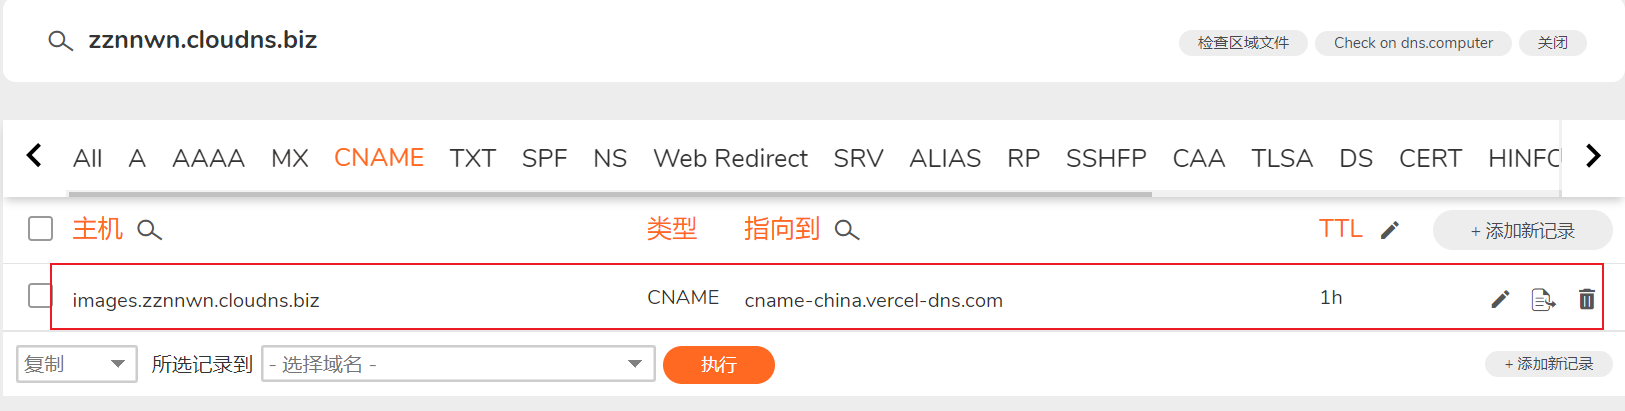 zznnwn.cloudns.biz 检查区域文件 Check on dns.computer 关闭
All A AAAA MX CNAME TXT SPF NS Web Redirect SRV ALIAS RP SSHFP CAA TLSA DS CERT HINFO
主机 类型 指向到 TTL + 添加新记录
images.zznnwn.cloudns.biz CNAME cname-china.vercel-dns.com 1h
复制 所选记录到 - 选择域名 - 执行 + 添加新记录